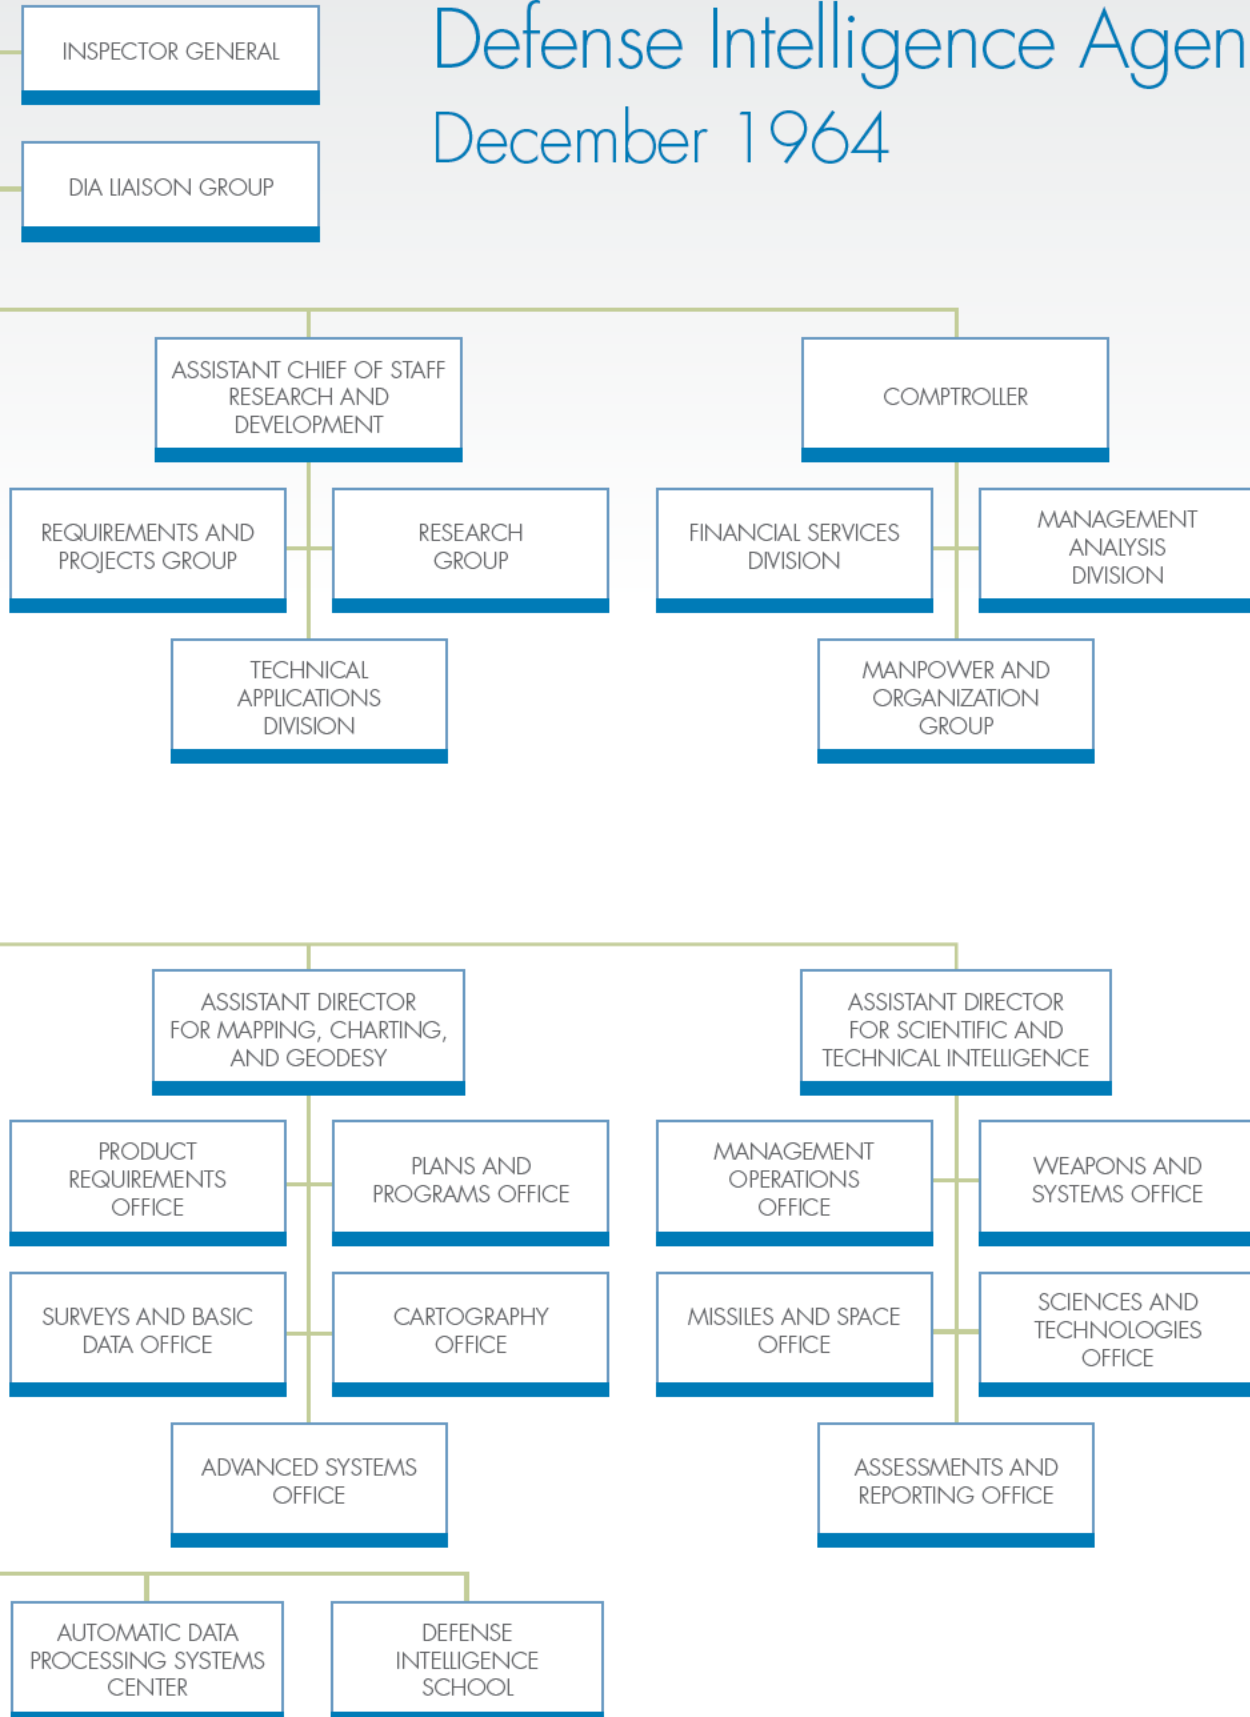 INSPECTOR GENERAL
Defense Intelligence Agen
December 1964
DIA LIAISON GROUP
ASSISTANT CHIEF OF STAFF
RESEARCH AND
DEVELOPMENT
COMPTROLLER
REQUIREMENTS AND
PROJECTS GROUP
RESEARCH
GROUP
FINANCIAL SERVICES
DIVISION
MANAGEMENT
ANALYSIS
DIVISION
TECHNICAL
APPLICATIONS
DIVISION
MANPOWER AND
ORGANIZATION
GROUP
ASSISTANT DIRECTOR
FOR MAPPING, CHARTING,
AND GEODESY
ASSISTANT DIRECTOR
FOR SCIENTIFIC AND
TECHNICAL INTELLIGENCE
PRODUCT
REQUIREMENTS
OFFICE
PLANS AND
PROGRAMS OFFICE
MANAGEMENT
OPERATIONS
OFFICE
WEAPONS AND
SYSTEMS OFFICE
SURVEYS AND BASIC
DATA OFFICE
CARTOGRAPHY
OFFICE
MISSILES AND SPACE
OFFICE
SCIENCES AND
TECHNOLOGIES
OFFICE
ADVANCED SYSTEMS
OFFICE
ASSESSMENTS AND
REPORTING OFFICE
AUTOMATIC DATA
PROCESSING SYSTEMS
CENTER
DEFENSE
INTELLIGENCE
SCHOOL